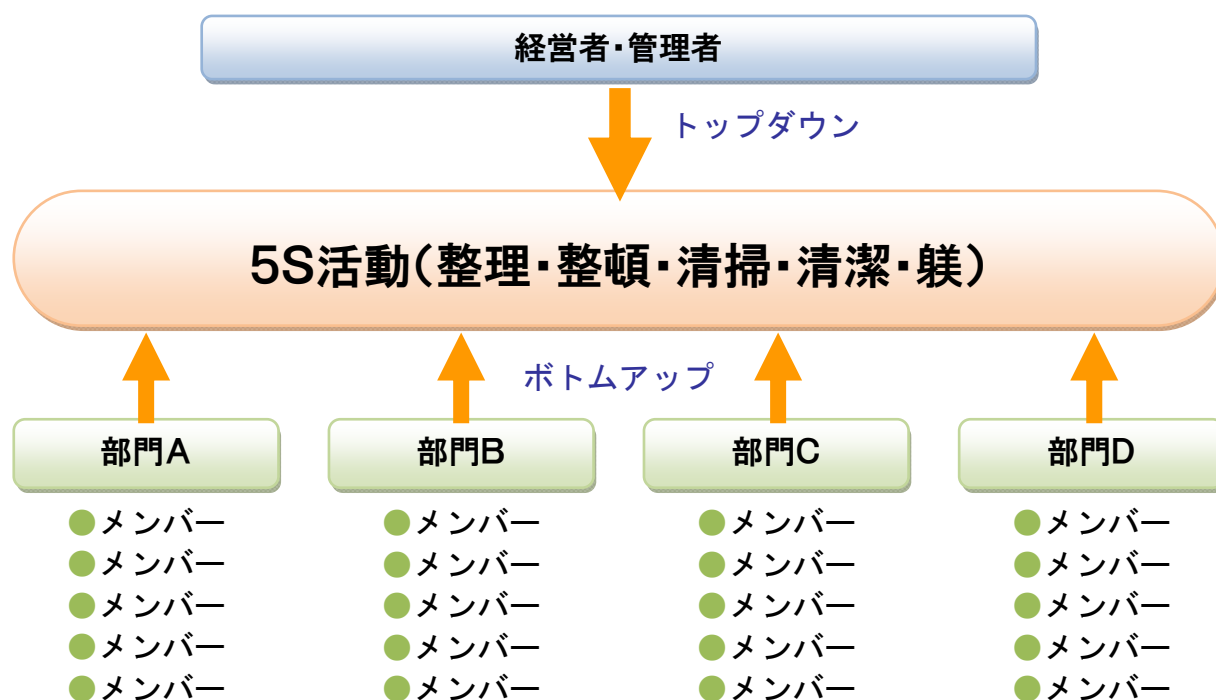 経営者・管理者
トップダウン
5S活動(整理・整頓・清掃・清潔・躾)
ボトムアップ
部門A 部門B 部門C 部門D
●メンバー ●メンバー ●メンバー ●メンバー
●メンバー ●メンバー ●メンバー ●メンバー
●メンバー ●メンバー ●メンバー ●メンバー
●メンバー ●メンバー ●メンバー ●メンバー
●メンバー ●メンバー ●メンバー ●メンバー